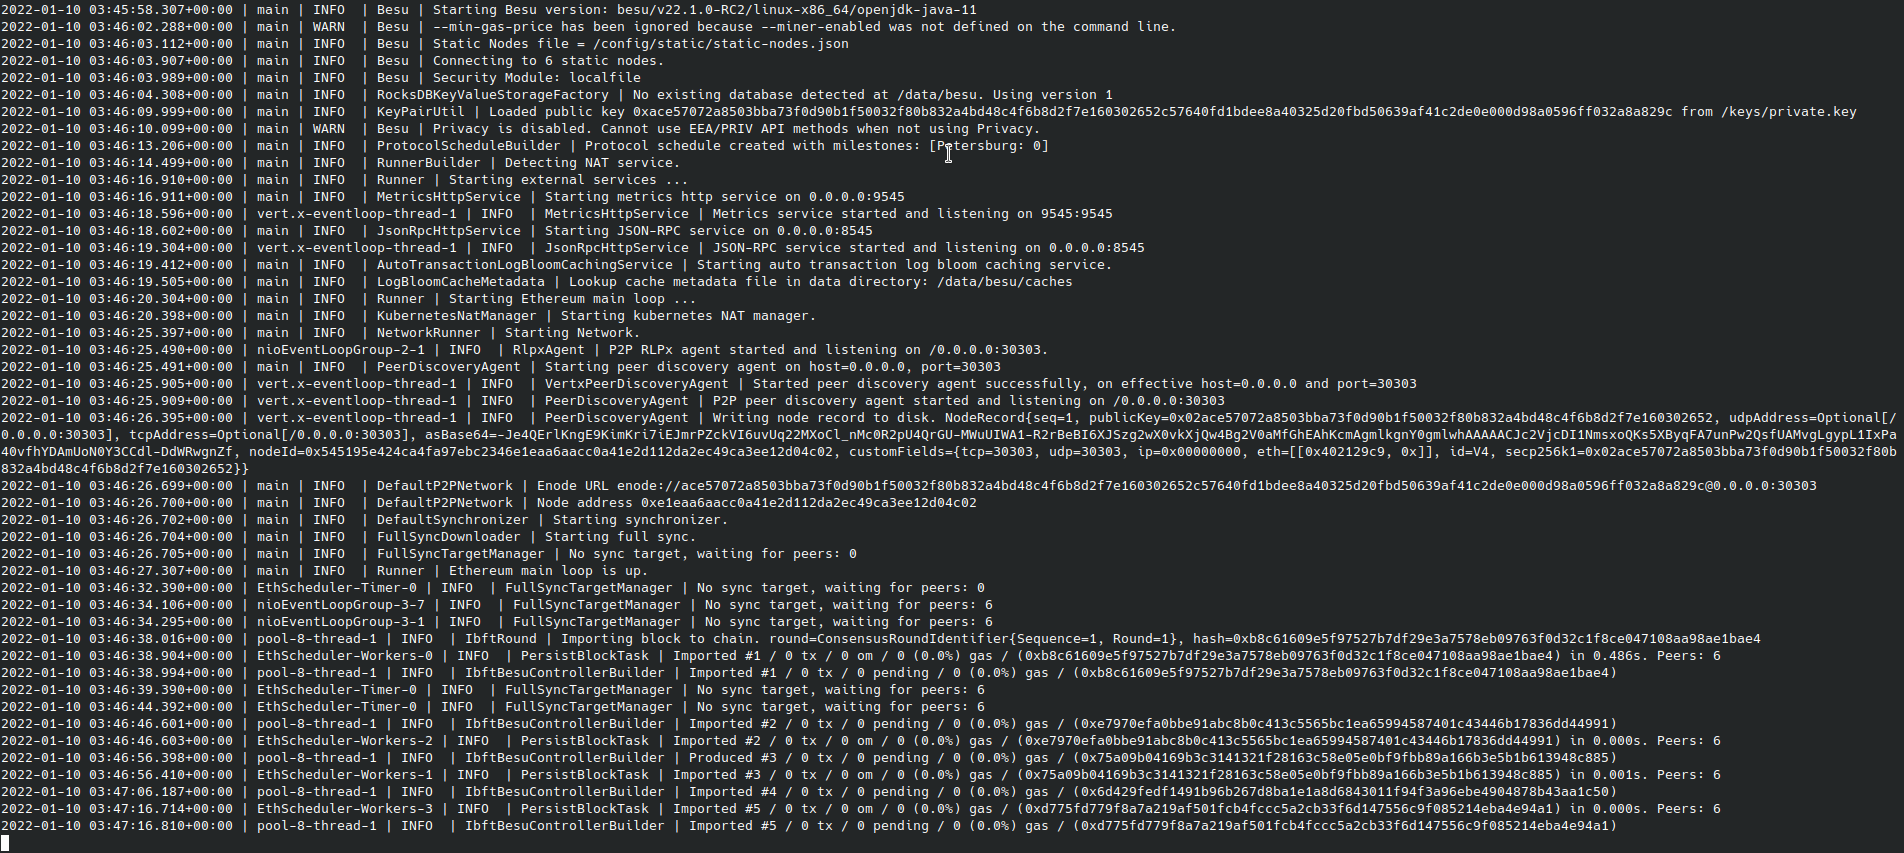 2022-01-10 03:45:58.307+00:00 | main | INFO  | Besu | Starting Besu version: besu/v22.1.0-RC2/linux-x86_64/openjdk-java-11
2022-01-10 03:46:02.288+00:00 | main | WARN  | Besu | --min-gas-price has been ignored because --miner-enabled was not defined on the command line.
2022-01-10 03:46:03.112+00:00 | main | INFO  | Besu | Static Nodes file = /config/static/static-nodes.json
2022-01-10 03:46:03.907+00:00 | main | INFO  | Besu | Connecting to 6 static nodes.
2022-01-10 03:46:03.989+00:00 | main | INFO  | Besu | Security Module: localfile
2022-01-10 03:46:04.308+00:00 | main | INFO  | RocksDBKeyValueStorageFactory | No existing database detected at /data/besu. Using version 1
2022-01-10 03:46:09.999+00:00 | main | INFO  | KeyPairUtil | Loaded public key 0xace57072a8503bba73f0d90b1f50032f80b832a4bd48c4f6b8d2f7e160302652c57640fd1bdee8a40325d20fbd50639af41c2de0e000d98a0596ff032a8a829c from /keys/private.key
2022-01-10 03:46:10.099+00:00 | main | WARN  | Besu | Privacy is disabled. Cannot use EEA/PRIV API methods when not using Privacy.
2022-01-10 03:46:13.206+00:00 | main | INFO  | ProtocolScheduleBuilder | Protocol schedule created with milestones: [Petersburg: 0]
2022-01-10 03:46:14.499+00:00 | main | INFO  | RunnerBuilder | Detecting NAT service.
2022-01-10 03:46:16.910+00:00 | main | INFO  | Runner | Starting external services ...
2022-01-10 03:46:16.911+00:00 | main | INFO  | MetricsHttpService | Starting metrics http service on 0.0.0.0:9545
2022-01-10 03:46:18.596+00:00 | vert.x-eventloop-thread-1 | INFO  | MetricsHttpService | Metrics service started and listening on 9545:9545
2022-01-10 03:46:18.602+00:00 | main | INFO  | JsonRpcHttpService | Starting JSON-RPC service on 0.0.0.0:8545
2022-01-10 03:46:19.304+00:00 | vert.x-eventloop-thread-1 | INFO  | JsonRpcHttpService | JSON-RPC service started and listening on 0.0.0.0:8545
2022-01-10 03:46:19.412+00:00 | main | INFO  | AutoTransactionLogBloomCachingService | Starting auto transaction log bloom caching service.
2022-01-10 03:46:19.505+00:00 | main | INFO  | LogBloomCacheMetadata | Lookup cache metadata file in data directory: /data/besu/caches
2022-01-10 03:46:20.304+00:00 | main | INFO  | Runner | Starting Ethereum main loop ...
2022-01-10 03:46:20.398+00:00 | main | INFO  | KubernetesNatManager | Starting kubernetes NAT manager.
2022-01-10 03:46:25.397+00:00 | main | INFO  | NetworkRunner | Starting Network.
2022-01-10 03:46:25.490+00:00 | nioEventLoopGroup-2-1 | INFO  | RlpxAgent | P2P RLPx agent started and listening on /0.0.0.0:30303.
2022-01-10 03:46:25.491+00:00 | main | INFO  | PeerDiscoveryAgent | Starting peer discovery agent on host=0.0.0.0, port=30303
2022-01-10 03:46:25.905+00:00 | vert.x-eventloop-thread-1 | INFO  | VertxPeerDiscoveryAgent | Started peer discovery agent successfully, on effective host=0.0.0.0 and port=30303
2022-01-10 03:46:25.909+00:00 | vert.x-eventloop-thread-1 | INFO  | PeerDiscoveryAgent | P2P peer discovery agent started and listening on /0.0.0.0:30303
2022-01-10 03:46:26.395+00:00 | vert.x-eventloop-thread-1 | INFO  | PeerDiscoveryAgent | Writing node record to disk. NodeRecord{seq=1, publicKey=0x02ace57072a8503bba73f0d90b1f50032f80b832a4bd48c4f6b8d2f7e160302652, udpAddress=Optional[/
0.0.0.0:30303], tcpAddress=Optional[/0.0.0.0:30303], asBase64=-Je4QErlKngE9KimKri7iEJmrPZckVI6uvUq22MXoCl_nMc0R2pU4QrGU-MWuUIWA1-R2rBeBI6XJSzg2wX0vkXjQw4Bg2V0aMfGhEAhKcmAgmlkgnY0gmlwhAAAAACJc2VjcDI1NmsxoQKs5XByqFA7unPw2QsfUAMvgLgypL1IxPa
40vfhYDAmUoN0Y3CCdl-DdWRwgnZf, nodeId=0x545195e424ca4fa97ebc2346e1eaa6aacc0a41e2d112da2ec49ca3ee12d04c02, customFields={tcp=30303, udp=30303, ip=0x00000000, eth=[[0x402129c9, 0x]], id=V4, secp256k1=0x02ace57072a8503bba73f0d90b1f50032f80b
832a4bd48c4f6b8d2f7e160302652}}
2022-01-10 03:46:26.699+00:00 | main | INFO  | DefaultP2PNetwork | Enode URL enode://ace57072a8503bba73f0d90b1f50032f80b832a4bd48c4f6b8d2f7e160302652c57640fd1bdee8a40325d20fbd50639af41c2de0e000d98a0596ff032a8a829c@0.0.0.0:30303
2022-01-10 03:46:26.700+00:00 | main | INFO  | DefaultP2PNetwork | Node address 0xe1eaa6aacc0a41e2d112da2ec49ca3ee12d04c02
2022-01-10 03:46:26.702+00:00 | main | INFO  | DefaultSynchronizer | Starting synchronizer.
2022-01-10 03:46:26.704+00:00 | main | INFO  | FullSyncDownloader | Starting full sync.
2022-01-10 03:46:26.705+00:00 | main | INFO  | FullSyncTargetManager | No sync target, waiting for peers: 0
2022-01-10 03:46:27.307+00:00 | main | INFO  | Runner | Ethereum main loop is up.
2022-01-10 03:46:32.390+00:00 | EthScheduler-Timer-0 | INFO  | FullSyncTargetManager | No sync target, waiting for peers: 0
2022-01-10 03:46:34.106+00:00 | nioEventLoopGroup-3-7 | INFO  | FullSyncTargetManager | No sync target, waiting for peers: 6
2022-01-10 03:46:34.295+00:00 | nioEventLoopGroup-3-1 | INFO  | FullSyncTargetManager | No sync target, waiting for peers: 6
2022-01-10 03:46:38.016+00:00 | pool-8-thread-1 | INFO  | IbftRound | Importing block to chain. round=ConsensusRoundIdentifier{Sequence=1, Round=1}, hash=0xb8c61609e5f97527b7df29e3a7578eb09763f0d32c1f8ce047108aa98ae1bae4
2022-01-10 03:46:38.904+00:00 | EthScheduler-Workers-0 | INFO  | PersistBlockTask | Imported #1 / 0 tx / 0 om / 0 (0.0%) gas / (0xb8c61609e5f97527b7df29e3a7578eb09763f0d32c1f8ce047108aa98ae1bae4) in 0.486s. Peers: 6
2022-01-10 03:46:38.994+00:00 | pool-8-thread-1 | INFO  | IbftBesuControllerBuilder | Imported #1 / 0 tx / 0 pending / 0 (0.0%) gas / (0xb8c61609e5f97527b7df29e3a7578eb09763f0d32c1f8ce047108aa98ae1bae4)
2022-01-10 03:46:39.390+00:00 | EthScheduler-Timer-0 | INFO  | FullSyncTargetManager | No sync target, waiting for peers: 6
2022-01-10 03:46:44.392+00:00 | EthScheduler-Timer-0 | INFO  | FullSyncTargetManager | No sync target, waiting for peers: 6
2022-01-10 03:46:46.601+00:00 | pool-8-thread-1 | INFO  | IbftBesuControllerBuilder | Imported #2 / 0 tx / 0 pending / 0 (0.0%) gas / (0xe7970efa0bbe91abc8b0c413c5565bc1ea65994587401c43446b17836dd44991)
2022-01-10 03:46:46.603+00:00 | EthScheduler-Workers-2 | INFO  | PersistBlockTask | Imported #2 / 0 tx / 0 om / 0 (0.0%) gas / (0xe7970efa0bbe91abc8b0c413c5565bc1ea65994587401c43446b17836dd44991) in 0.000s. Peers: 6
2022-01-10 03:46:56.398+00:00 | pool-8-thread-1 | INFO  | IbftBesuControllerBuilder | Produced #3 / 0 tx / 0 pending / 0 (0.0%) gas / (0x75a09b04169b3c3141321f28163c58e05e0bf9fbb89a166b3e5b1b613948c885)
2022-01-10 03:46:56.410+00:00 | EthScheduler-Workers-1 | INFO  | PersistBlockTask | Imported #3 / 0 tx / 0 om / 0 (0.0%) gas / (0x75a09b04169b3c3141321f28163c58e05e0bf9fbb89a166b3e5b1b613948c885) in 0.001s. Peers: 6
2022-01-10 03:47:06.187+00:00 | pool-8-thread-1 | INFO  | IbftBesuControllerBuilder | Imported #4 / 0 tx / 0 pending / 0 (0.0%) gas / (0x6d429fedf1491b96b267d8ba1e1a8d6843011f94f3a96ebe4904878b43aa1c50)
2022-01-10 03:47:16.714+00:00 | EthScheduler-Workers-3 | INFO  | PersistBlockTask | Imported #5 / 0 tx / 0 om / 0 (0.0%) gas / (0xd775fd779f8a7a219af501fcb4fccc5a2cb33f6d147556c9f085214eba4e94a1) in 0.000s. Peers: 6
2022-01-10 03:47:16.810+00:00 | pool-8-thread-1 | INFO  | IbftBesuControllerBuilder | Imported #5 / 0 tx / 0 pending / 0 (0.0%) gas / (0xd775fd779f8a7a219af501fcb4fccc5a2cb33f6d147556c9f085214eba4e94a1)